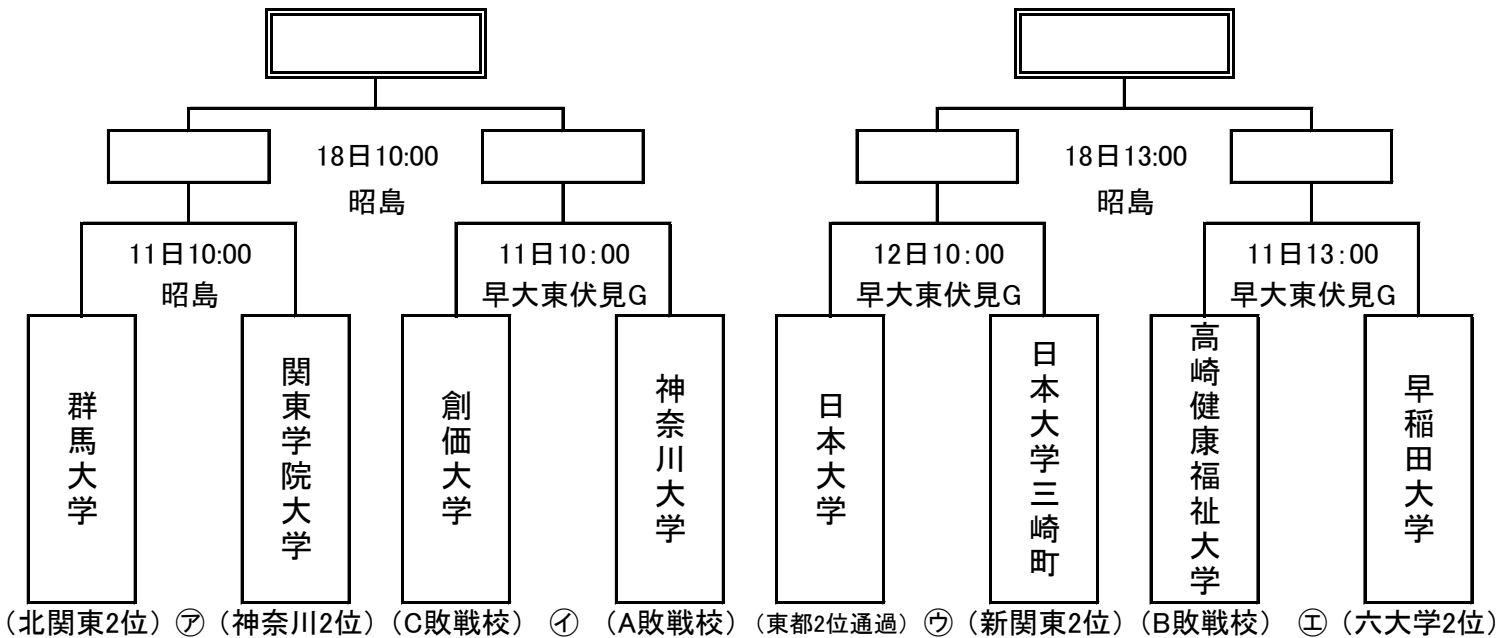 18日10:00
昭島
18日13:00
昭島
11日10:00
昭島
11日10:00
早大東伏見G
12日10:00
早大東伏見G
11日13:00
早大東伏見G
群馬大学
関東学院大学
創価大学
神奈川大学
日本大学
日本大学三崎町
高崎健康福祉大学
早稲田大学
（北関東2位）㋐（神奈川2位）（C敗戦校）㋑（A敗戦校）（東都2位通過）㋒（新関東2位）（B敗戦校）㋓（六大学2位）